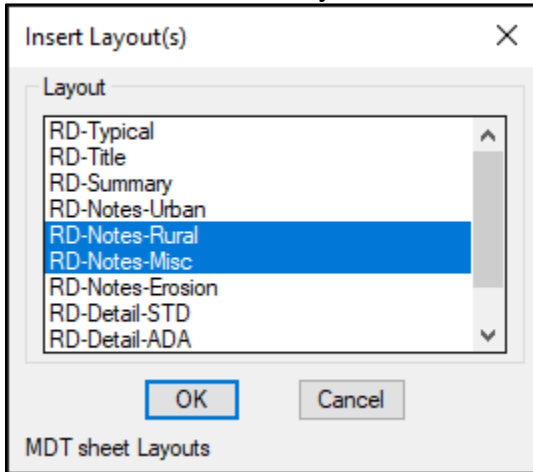 Insert Layout(s)
Layout
RD-Typical
RD-Title
RD-Summary
RD-Notes-Urban
RD-Notes-Rural
RD-Notes-Misc
RD-Notes-Erosion
RD-Detail-STD
RD-Detail-ADA
OK Cancel
MDT sheet Layouts